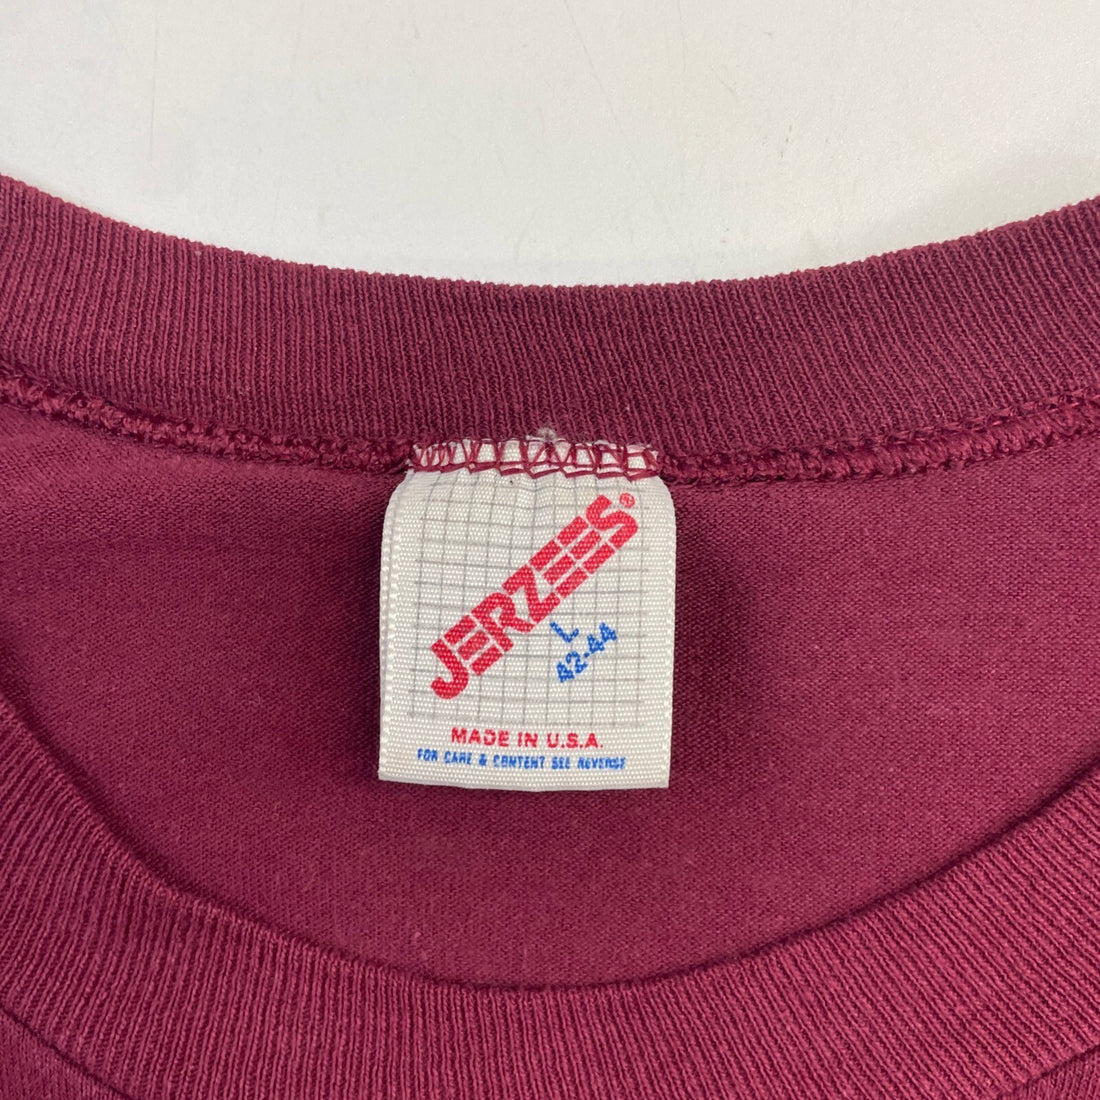 JERZEES®
L
42-44
MADE IN U.S.A.
FOR CARE & CONTENT SEE REVERSE